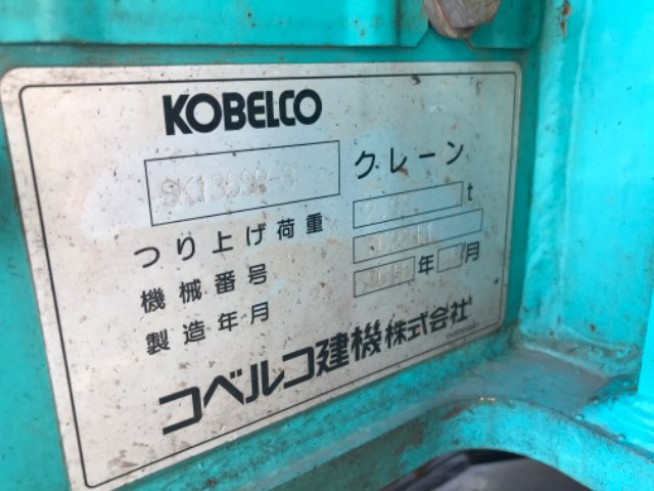 KOBELCO
クレーン
つり上げ荷重 t
機械番号
製造年月 年 月
コベルコ建機株式会社